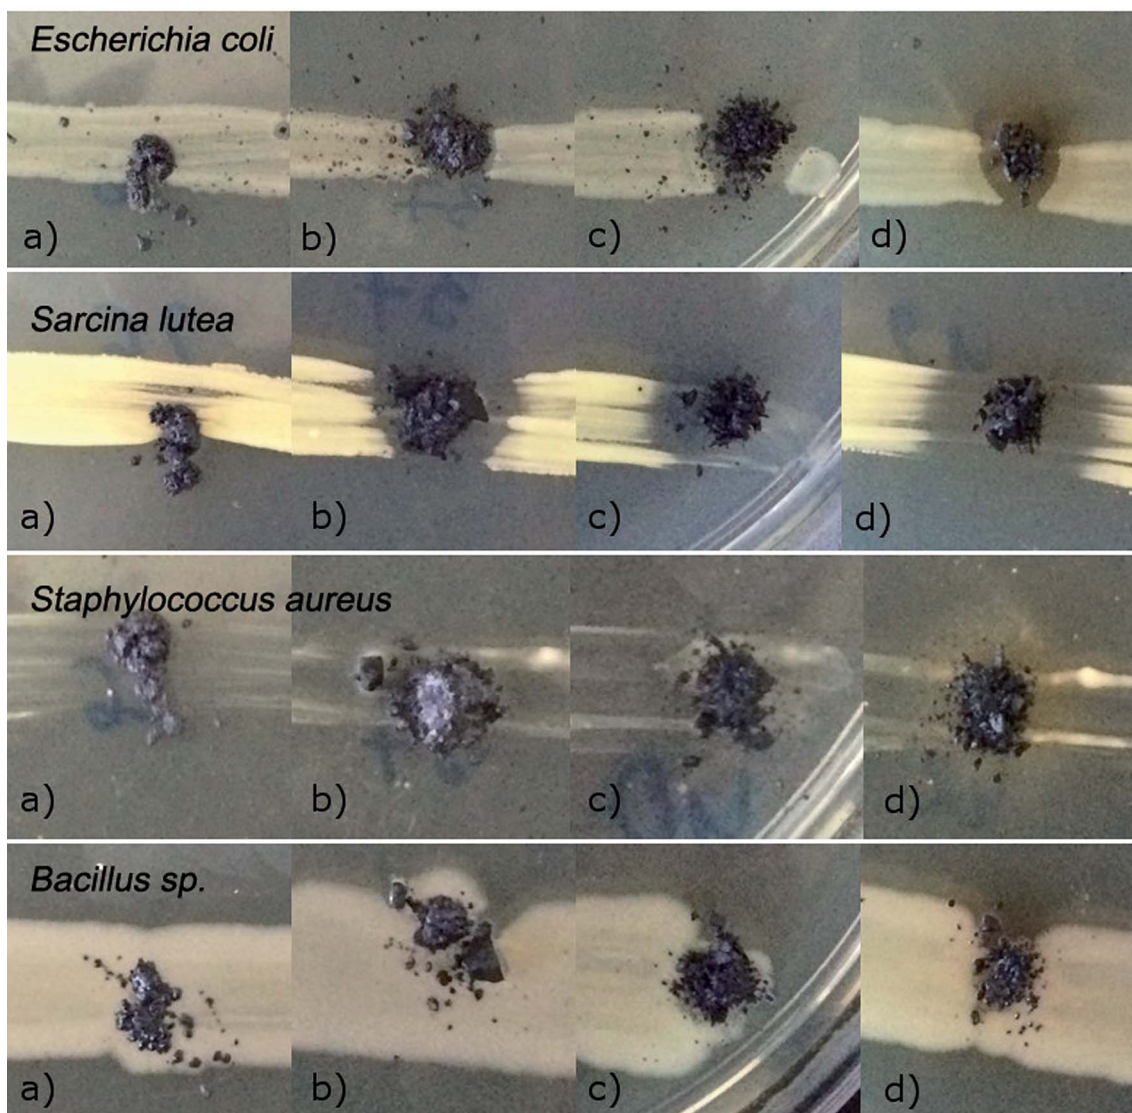 Escherichia coli
a) b) c) d)
Sarcina lutea
a) b) c) d)
Staphylococcus aureus
a) b) c) d)
Bacillus sp.
a) b) c) d)